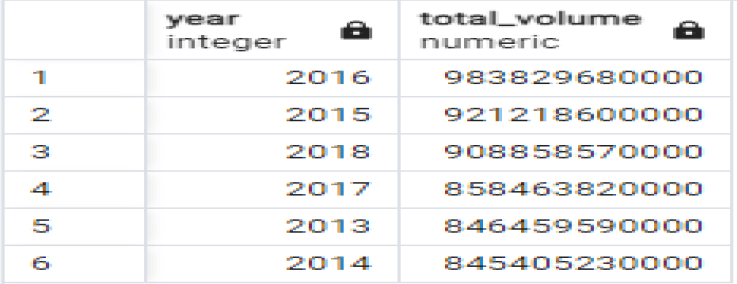 year total_volume
integer numeric
1 2016 983829680000
2 2015 921218600000
3 2018 908858570000
4 2017 858463820000
5 2013 846459590000
6 2014 845405230000